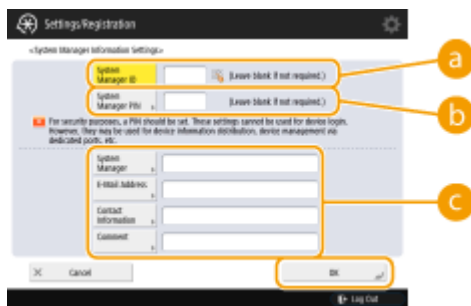 Settings/Registration
<System Manager Information Settings>
System
Manager ID
(Leave blank if not required.)
a
System
Manager PIN
(Leave blank if not required.)
b
For security purposes, a PIN should be set. These settings cannot be used for device login.
However, they may be used for device information distribution, device management via
dedicated ports, etc.
System
Manager
E-Mail Address
Contact
Information
Comment
c
Cancel
OK
Log Out